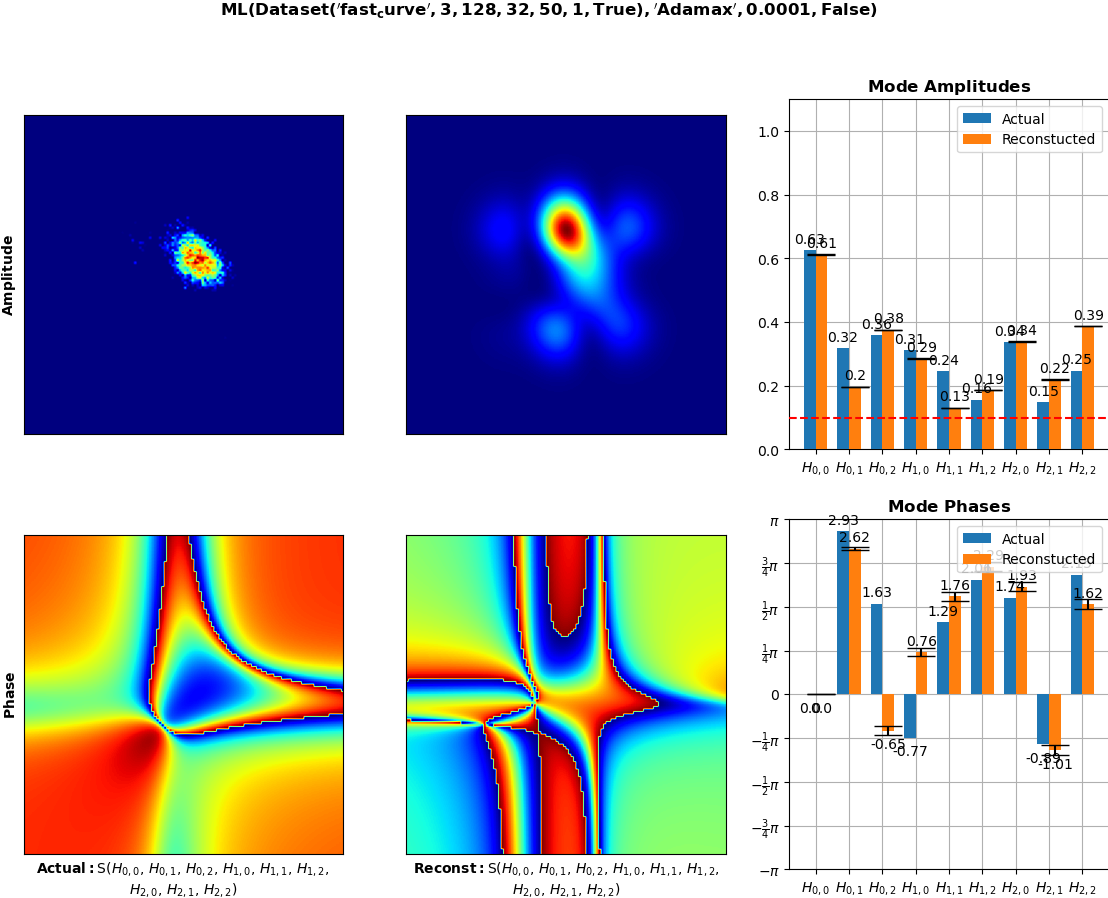 ML(Dataset('fast_curve', 3, 128, 32, 50, 1, True), 'Adamax', 0.0001, False)
Amplitude
Mode Amplitudes
Actual
Reconstucted
1.0
0.8
0.6
0.4
0.2
0.0
0.63
0.61
0.32
0.2
0.36
0.38
0.31
0.29
0.24
0.13
0.16
0.19
0.34
0.34
0.15
0.22
0.25
0.39
H0,0 H0,1 H0,2 H1,0 H1,1 H1,2 H2,0 H2,1 H2,2
Phase
Mode Phases
Actual
Reconstucted
π
3/4π
1/2π
1/4π
0
−1/4π
−1/2π
−3/4π
−π
0.0
0.0
2.93
2.62
1.63
-0.65
-0.77
0.76
1.29
1.76
1.74
1.93
-0.89
-1.01
1.62
H0,0 H0,1 H0,2 H1,0 H1,1 H1,2 H2,0 H2,1 H2,2
Actual: S(H0,0, H0,1, H0,2, H1,0, H1,1, H1,2,
H2,0, H2,1, H2,2)
Reconst: S(H0,0, H0,1, H0,2, H1,0, H1,1, H1,2,
H2,0, H2,1, H2,2)